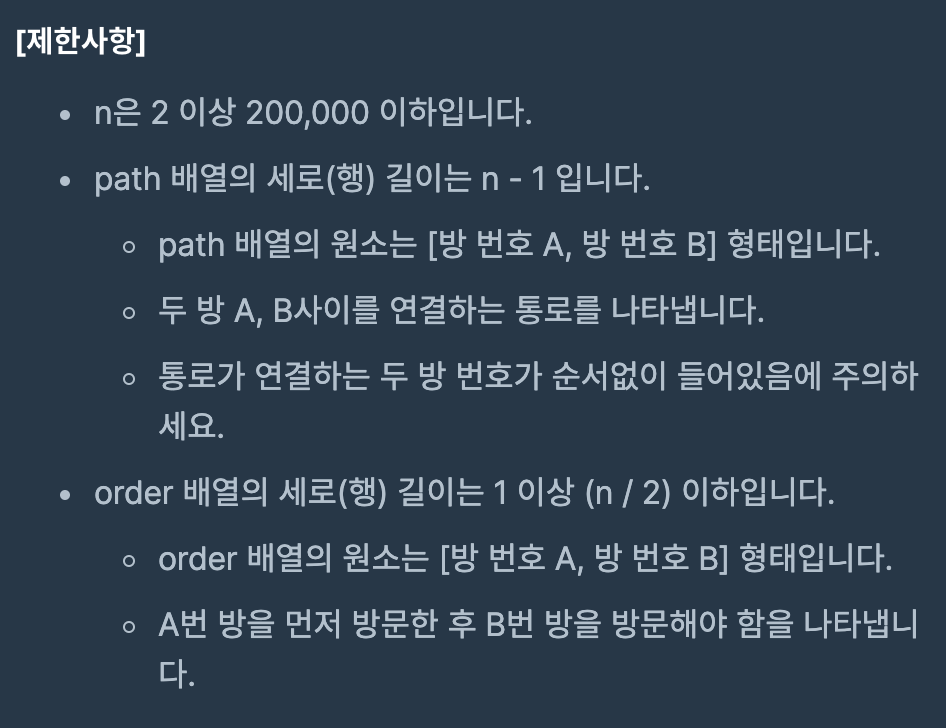 [제한사항]
• n은 2 이상 200,000 이하입니다.
• path 배열의 세로(행) 길이는 n - 1 입니다.
◦ path 배열의 원소는 [방 번호 A, 방 번호 B] 형태입니다.
◦ 두 방 A, B사이를 연결하는 통로를 나타냅니다.
◦ 통로가 연결하는 두 방 번호가 순서없이 들어있음에 주의하
세요.
• order 배열의 세로(행) 길이는 1 이상 (n / 2) 이하입니다.
◦ order 배열의 원소는 [방 번호 A, 방 번호 B] 형태입니다.
◦ A번 방을 먼저 방문한 후 B번 방을 방문해야 함을 나타냅니
다.